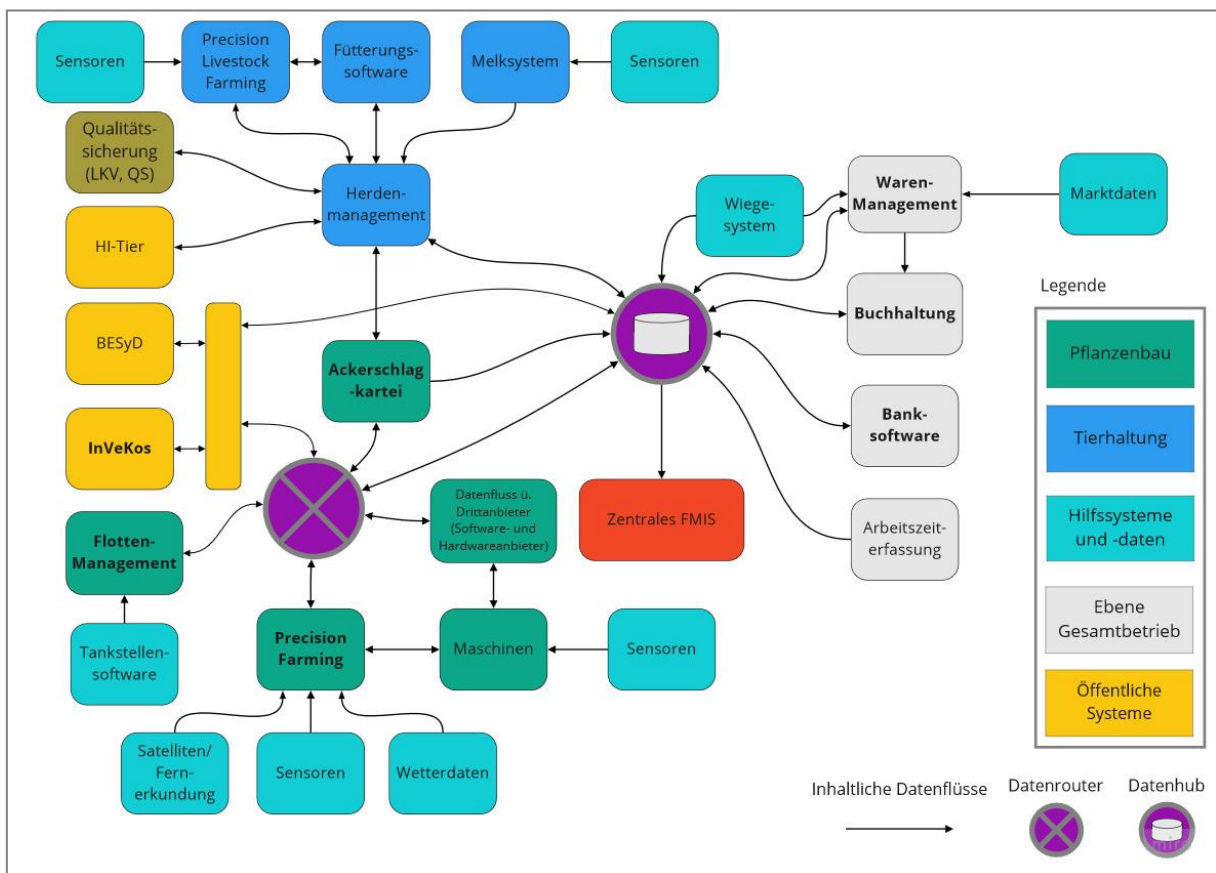 Sensoren
Precision
Livestock
Farming
Fütterungs-
software
Melksystem
Sensoren
Qualitäts-
sicherung
(LKV, QS)
Herden-
management
Wiege-
system
Waren-
Management
Marktdaten
HI-Tier
BESyD
Ackerschlag
-kartei
Buchhaltung
InVeKos
Bank-
software
Datenfluss ü.
Drittanbieter
(Software- und
Hardwareanbieter)
Zentrales FMIS
Arbeitszeit-
erfassung
Flotten-
Management
Tankstellen-
software
Precision
Farming
Maschinen
Sensoren
Satelliten/
Fern-
erkundung
Sensoren
Wetterdaten
Legende
Pflanzenbau
Tierhaltung
Hilfssysteme
und -daten
Ebene
Gesamtbetrieb
Öffentliche
Systeme
Inhaltliche Datenflüsse
Datenrouter
Datenhub